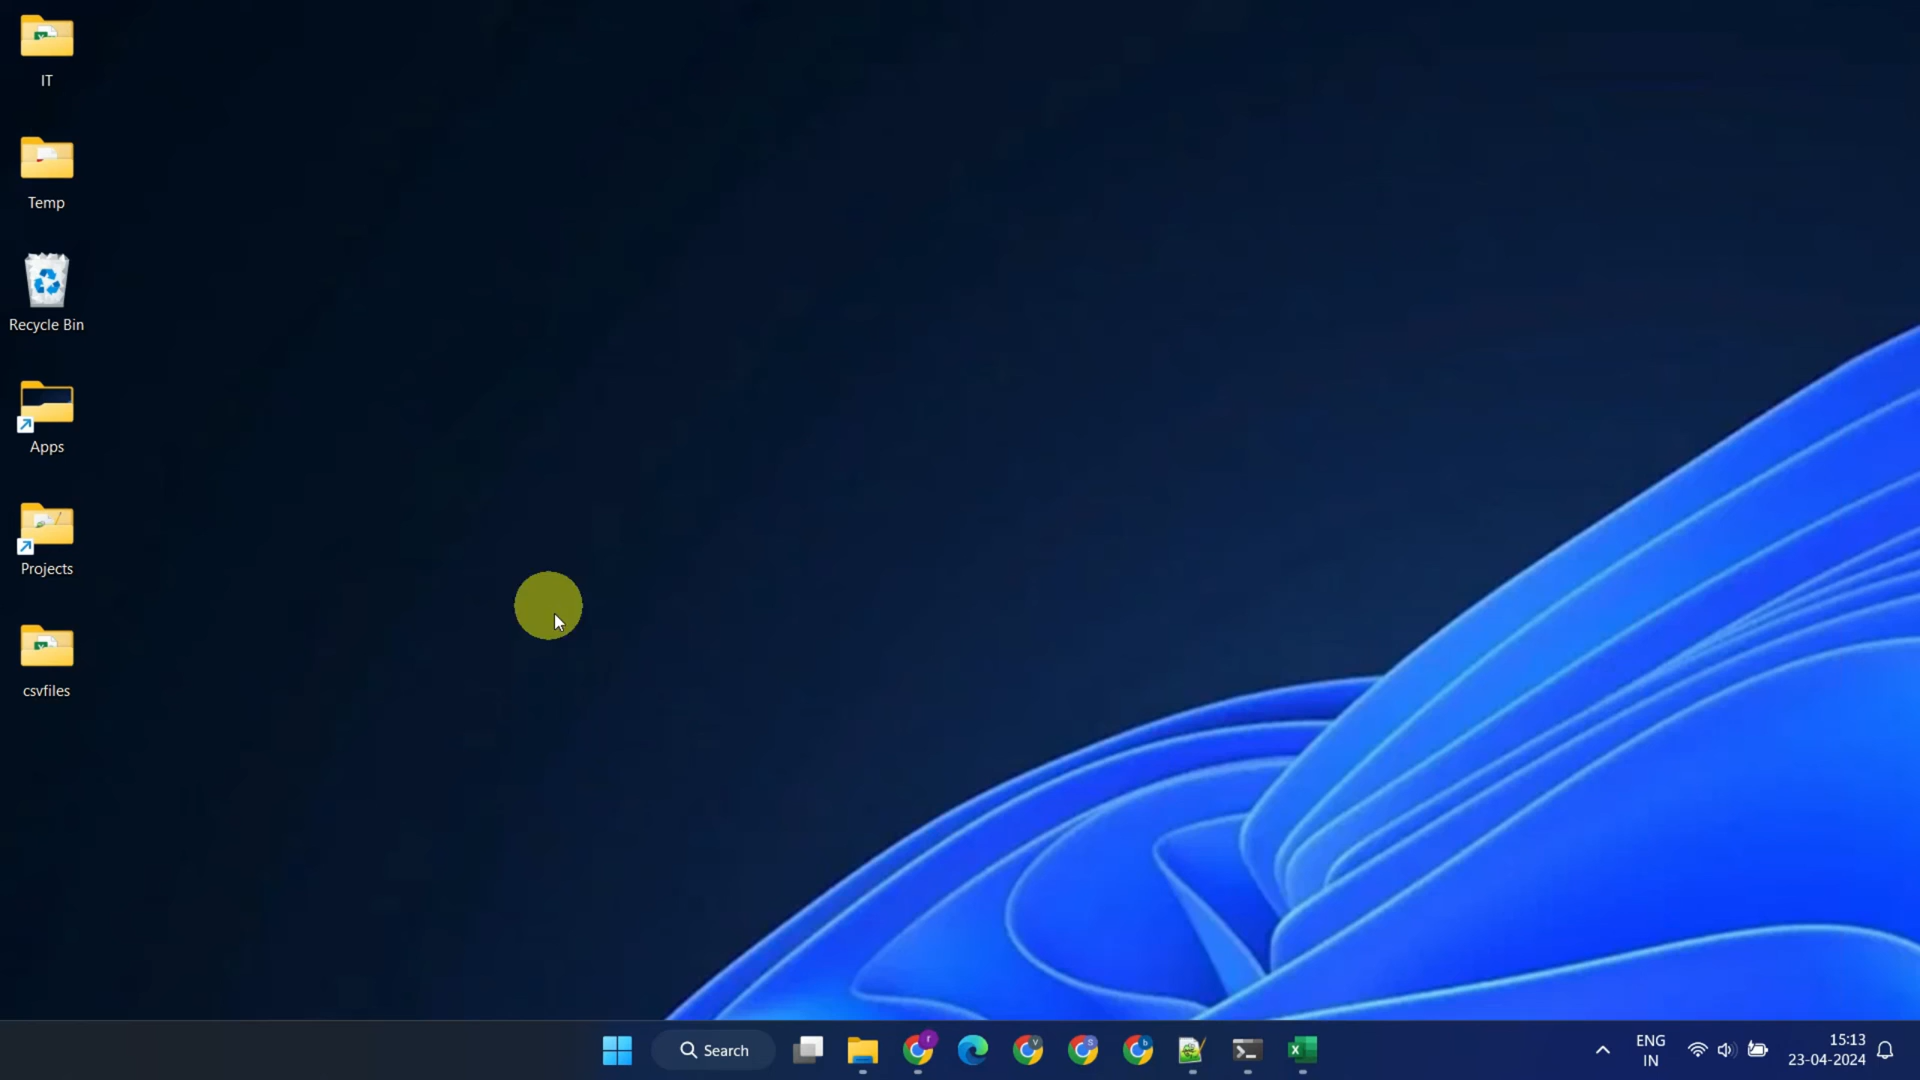 IT
Temp
Recycle Bin
Apps
Projects
csvfiles
Search
ENG
IN
15:13
23-04-2024